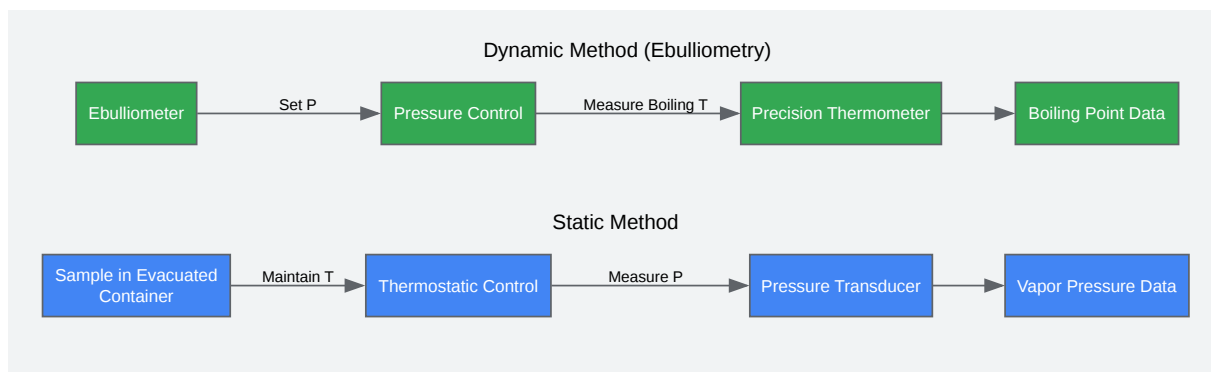 Dynamic Method (Ebulliometry)
Ebulliometer
Set P
Pressure Control
Measure Boiling T
Precision Thermometer
Boiling Point Data
Static Method
Sample in Evacuated
Container
Maintain T
Thermostatic Control
Measure P
Pressure Transducer
Vapor Pressure Data